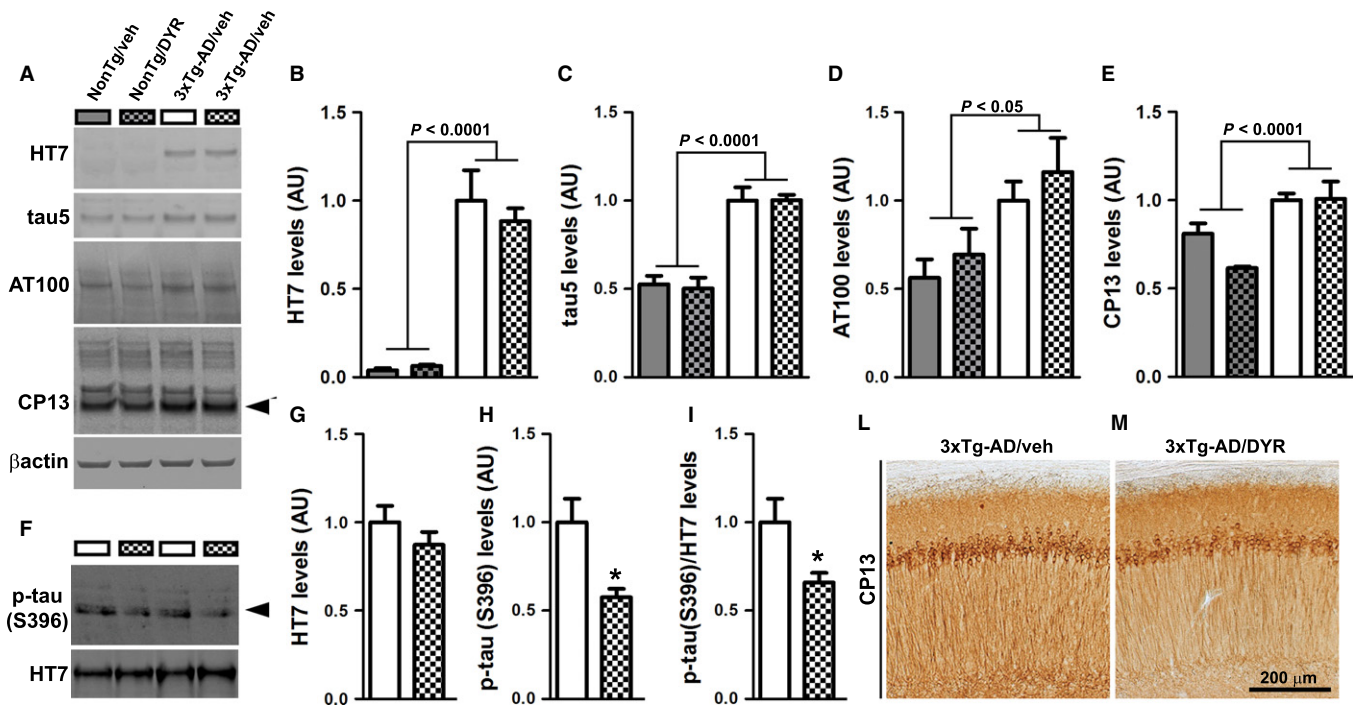 A
NonTg/veh
NonTg/DYR
3xTg-AD/veh
3xTg-AD/veh
HT7
tau5
AT100
CP13
βactin
B
HT7 levels (AU)
1.5
1.0
0.5
0.0
P < 0.0001
C
tau5 levels (AU)
1.5
1.0
0.5
0.0
P < 0.0001
D
AT100 levels (AU)
1.5
1.0
0.5
0.0
P < 0.05
E
CP13 levels (AU)
1.5
1.0
0.5
0.0
P < 0.0001
F
p-tau
(S396)
HT7
G
HT7 levels (AU)
1.5
1.0
0.5
0.0
H
p-tau (S396) levels (AU)
1.5
1.0
0.5
0.0
*
I
p-tau(S396)/HT7 levels
1.5
1.0
0.5
0.0
*
L
3xTg-AD/veh
CP13
M
3xTg-AD/DYR
200 µm